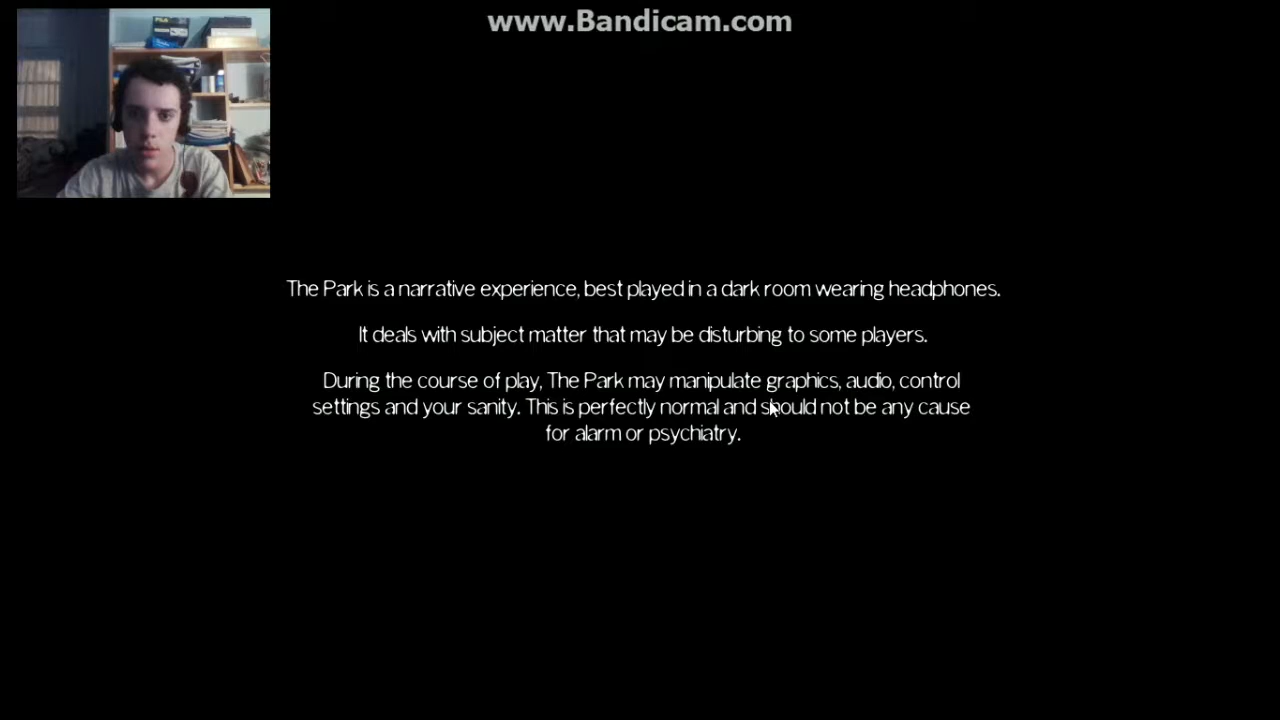 www.Bandicam.com
The Park is a narrative experience, best played in a dark room wearing headphones.
It deals with subject matter that may be disturbing to some players.
During the course of play, The Park may manipulate graphics, audio, control
settings and your sanity. This is perfectly normal and should not be any cause
for alarm or psychiatry.